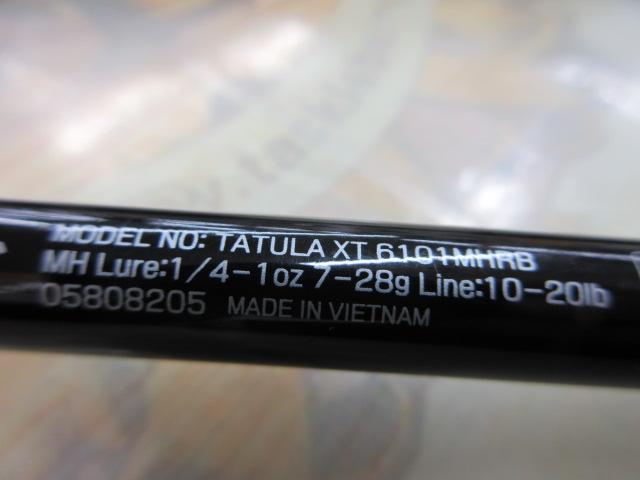 MODEL NO: TATULA XT 6101MHRB
MH Lure:1/4-1oz 7-28g Line:10-20lb
05808205 MADE IN VIETNAM